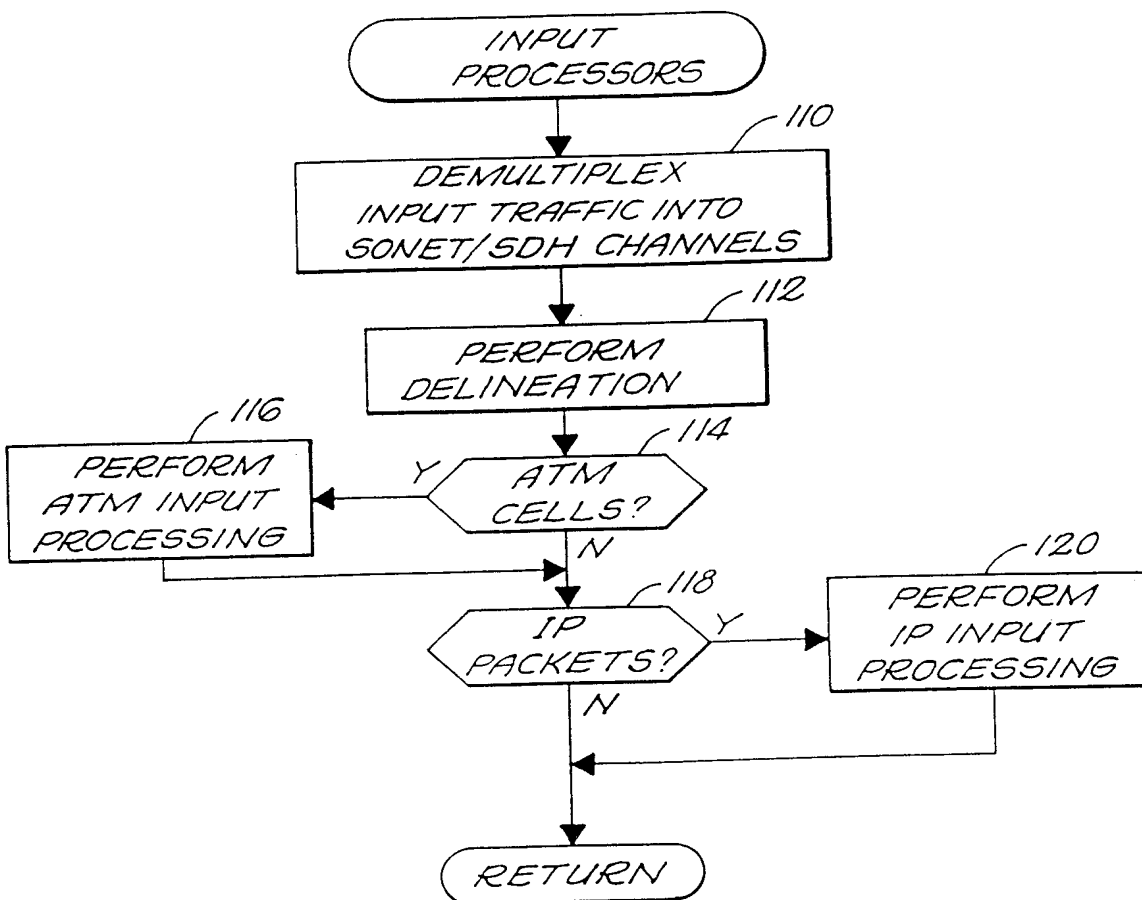 INPUT
PROCESSORS
110
DEMULTIPLEX
INPUT TRAFFIC INTO
SONET/SDH CHANNELS
112
PERFORM
DELINEATION
116
PERFORM
ATM INPUT
PROCESSING
114
Y
ATM
CELLS?
N
118
IP
PACKETS?
Y
N
120
PERFORM
IP INPUT
PROCESSING
RETURN